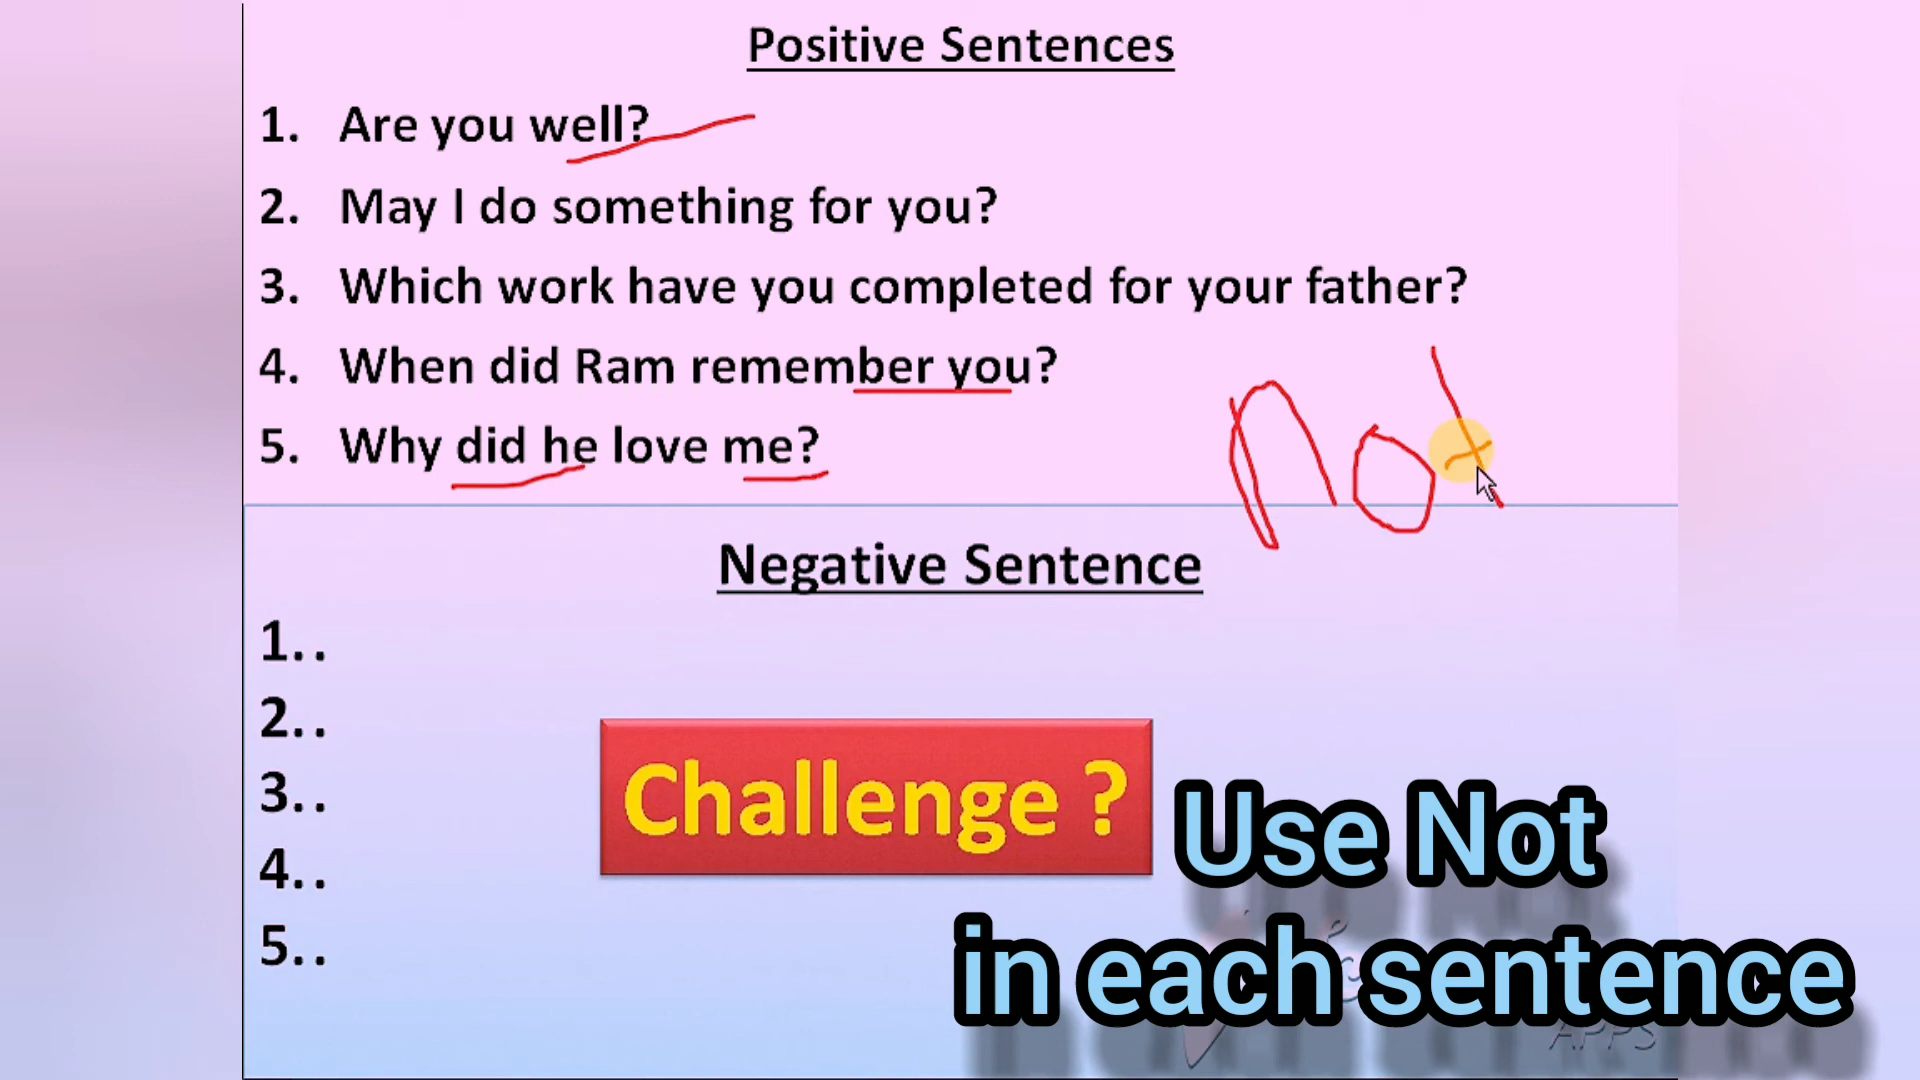 Positive Sentences
1. Are you well?
2. May I do something for you?
3. Which work have you completed for your father?
4. When did Ram remember you?
5. Why did he love me?
Not
Negative Sentence
1. .
2. .
3. .
4. .
5. .
Challenge ?
Use Not
in each sentence
APPS